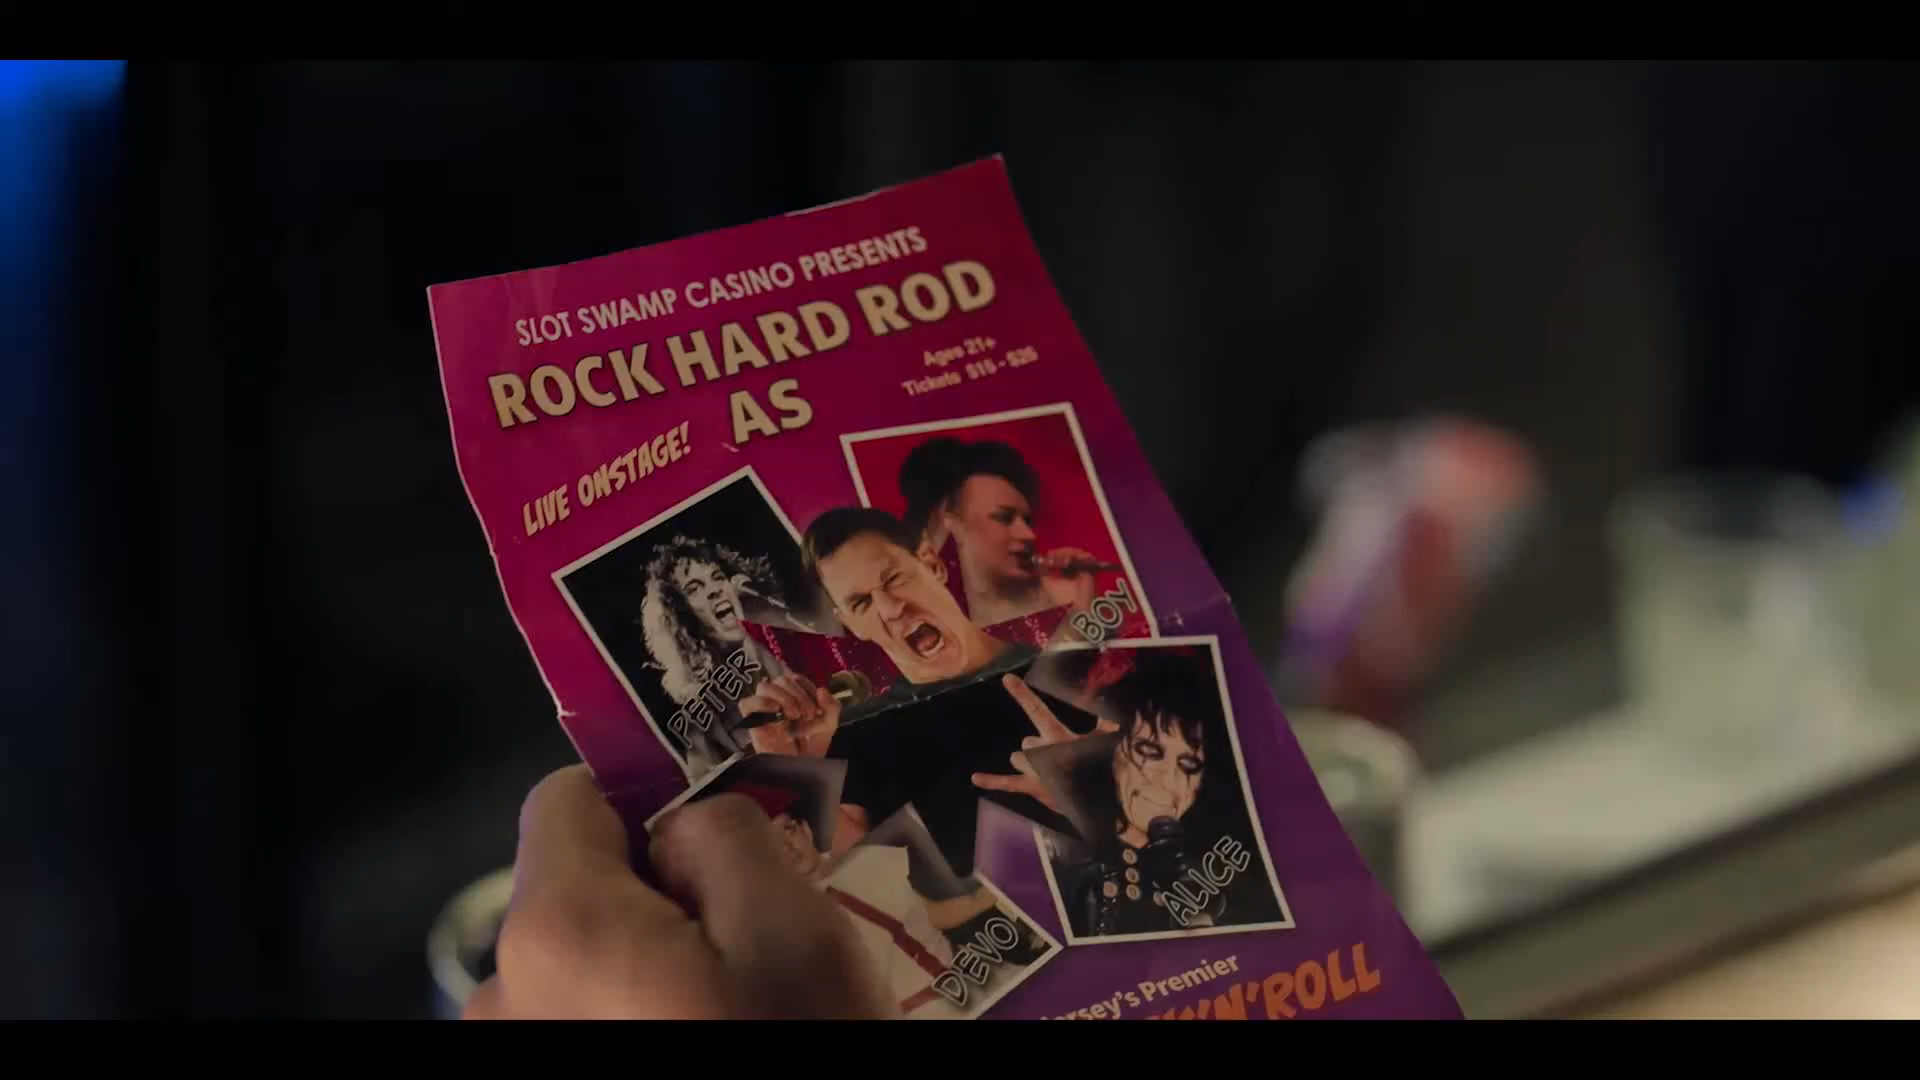 SLOT SWAMP CASINO PRESENTS
ROCK HARD ROD
AS
Ages 21+
Tickets $15 - $25
LIVE ONSTAGE!
PETER
BOY
ALICE
DEVO
Premier
'N'ROLL